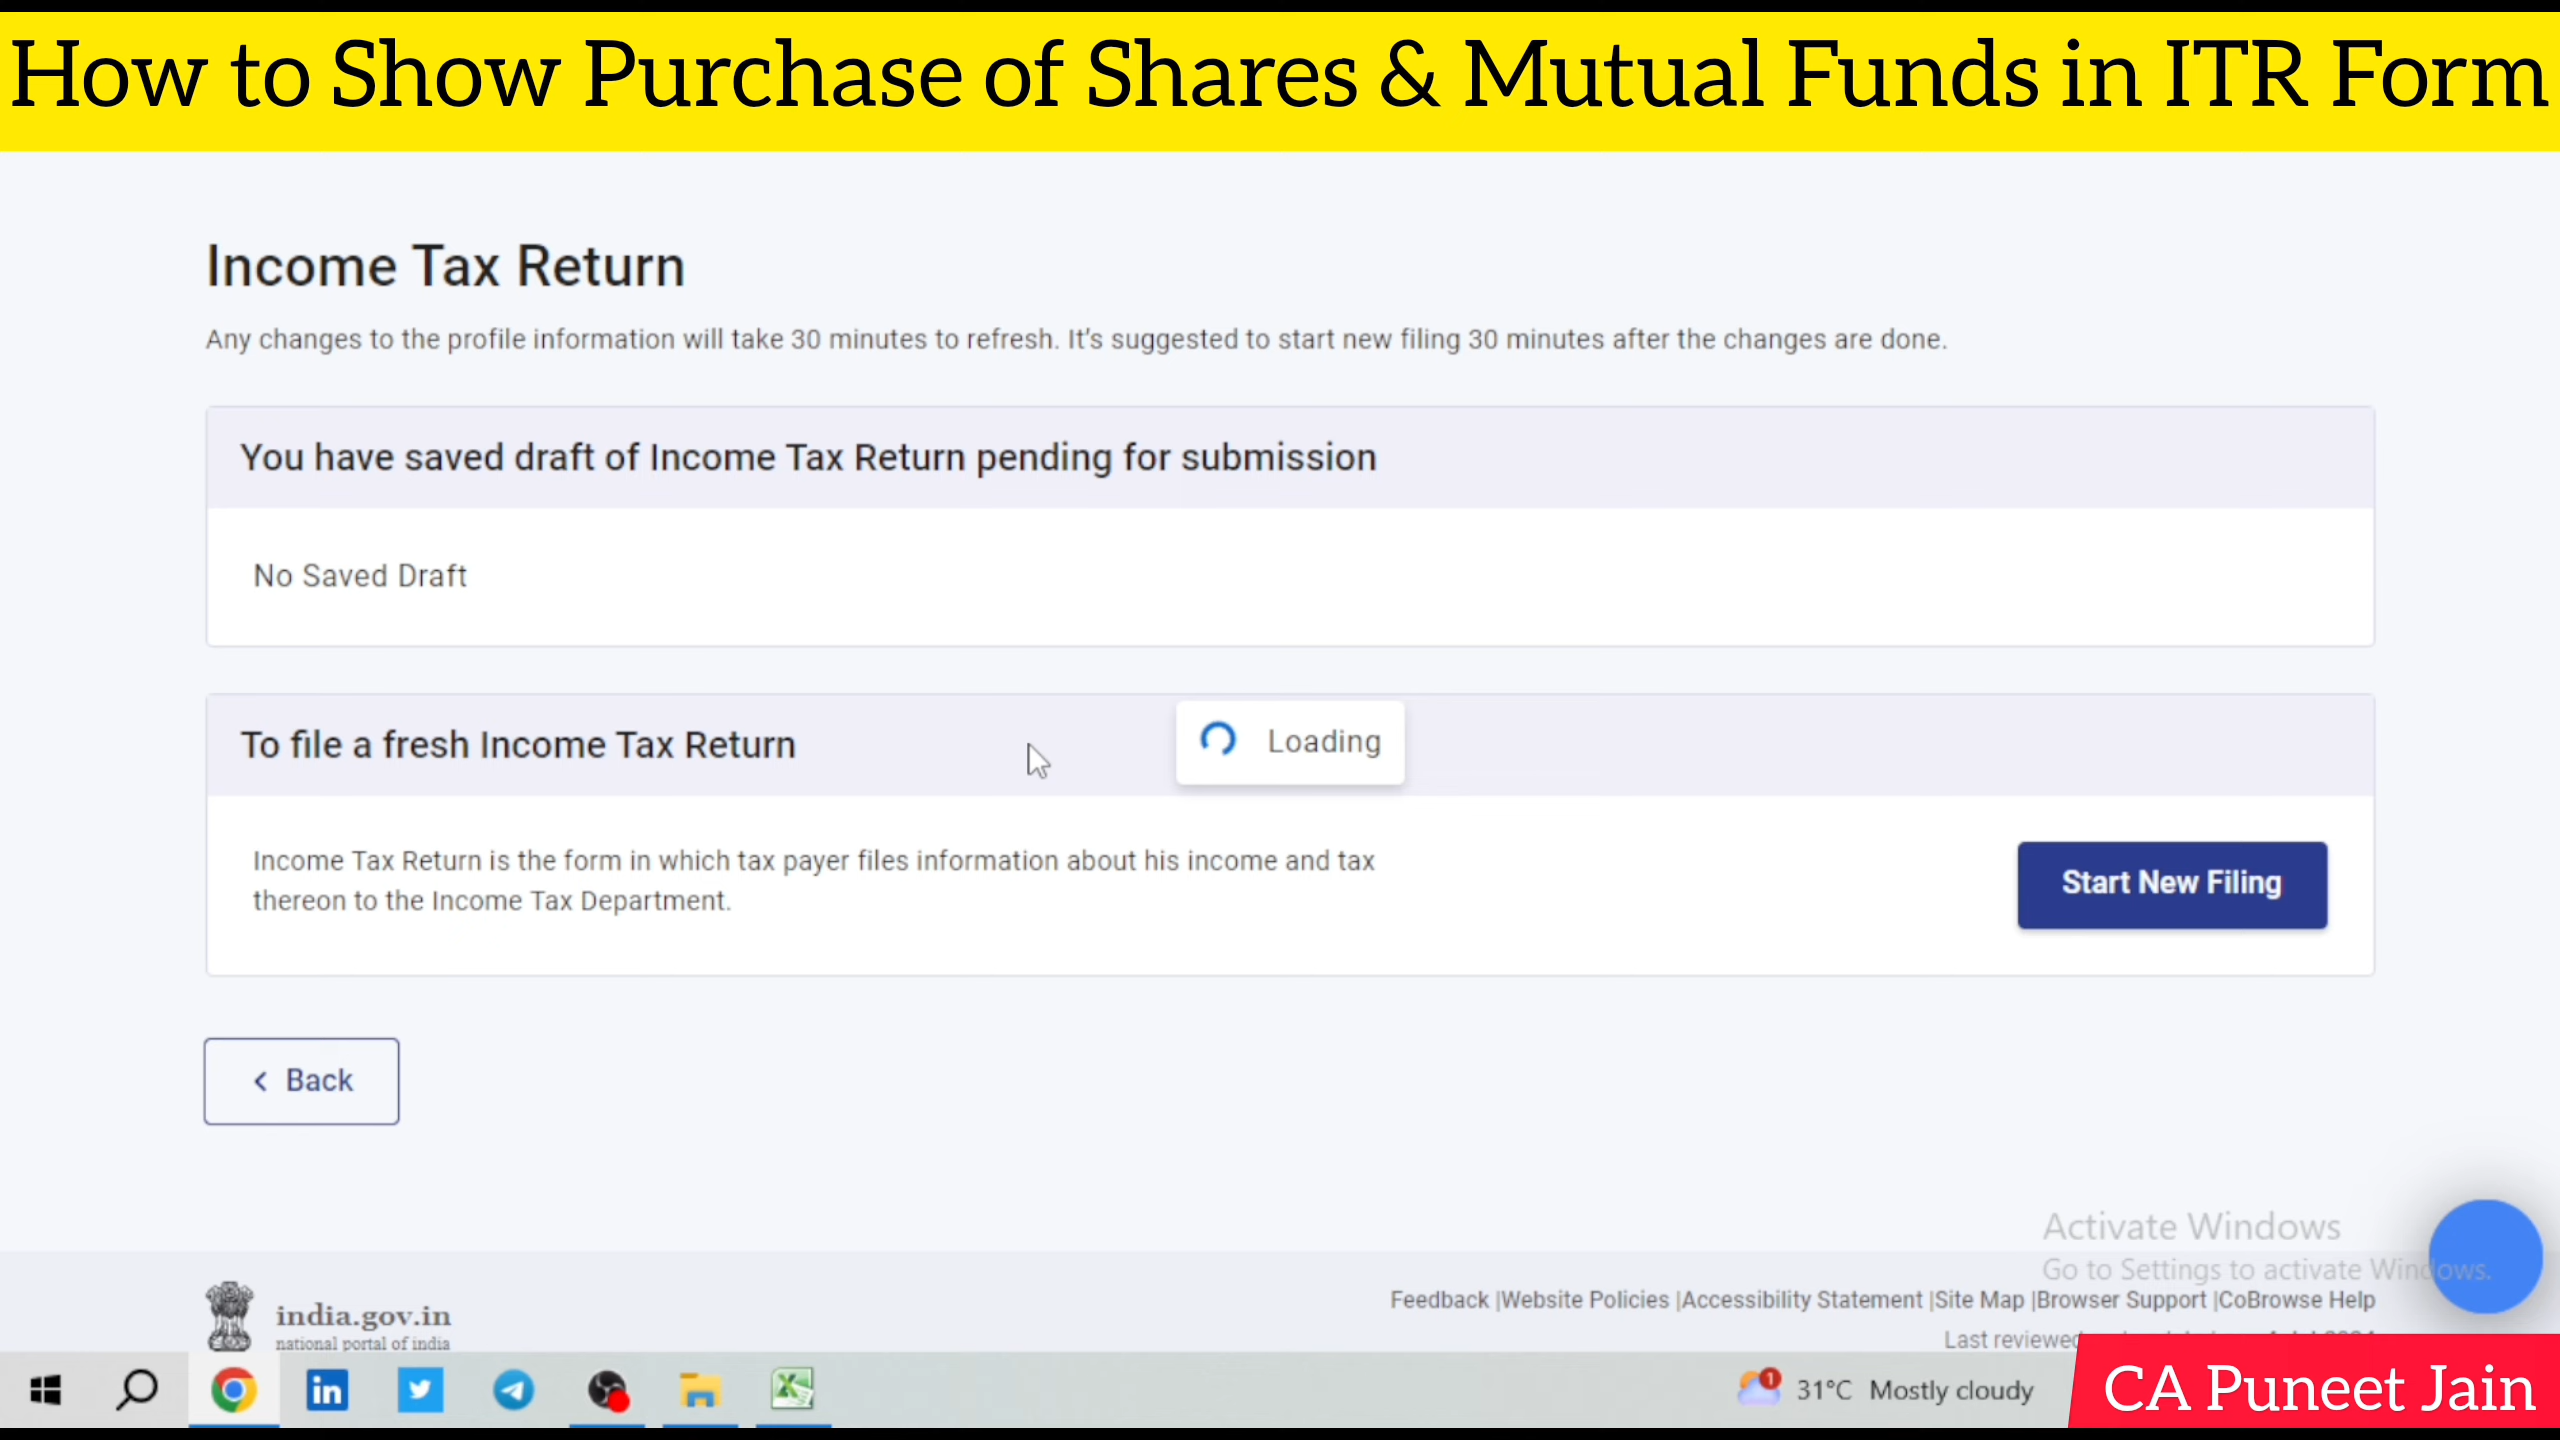 How to Show Purchase of Shares & Mutual Funds in ITR Form
Income Tax Return
Any changes to the profile information will take 30 minutes to refresh. It's suggested to start new filing 30 minutes after the changes are done.
You have saved draft of Income Tax Return pending for submission
No Saved Draft
To file a fresh Income Tax Return
Loading
Income Tax Return is the form in which tax payer files information about his income and tax
thereon to the Income Tax Department.
Start New Filing
Back
Activate Windows
Go to Settings to activate Windows.
india.gov.in
national portal of india
Feedback |Website Policies |Accessibility Statement |Site Map |Browser Support |CoBrowse Help
Last reviewed
in
1
31°C Mostly cloudy
CA Puneet Jain